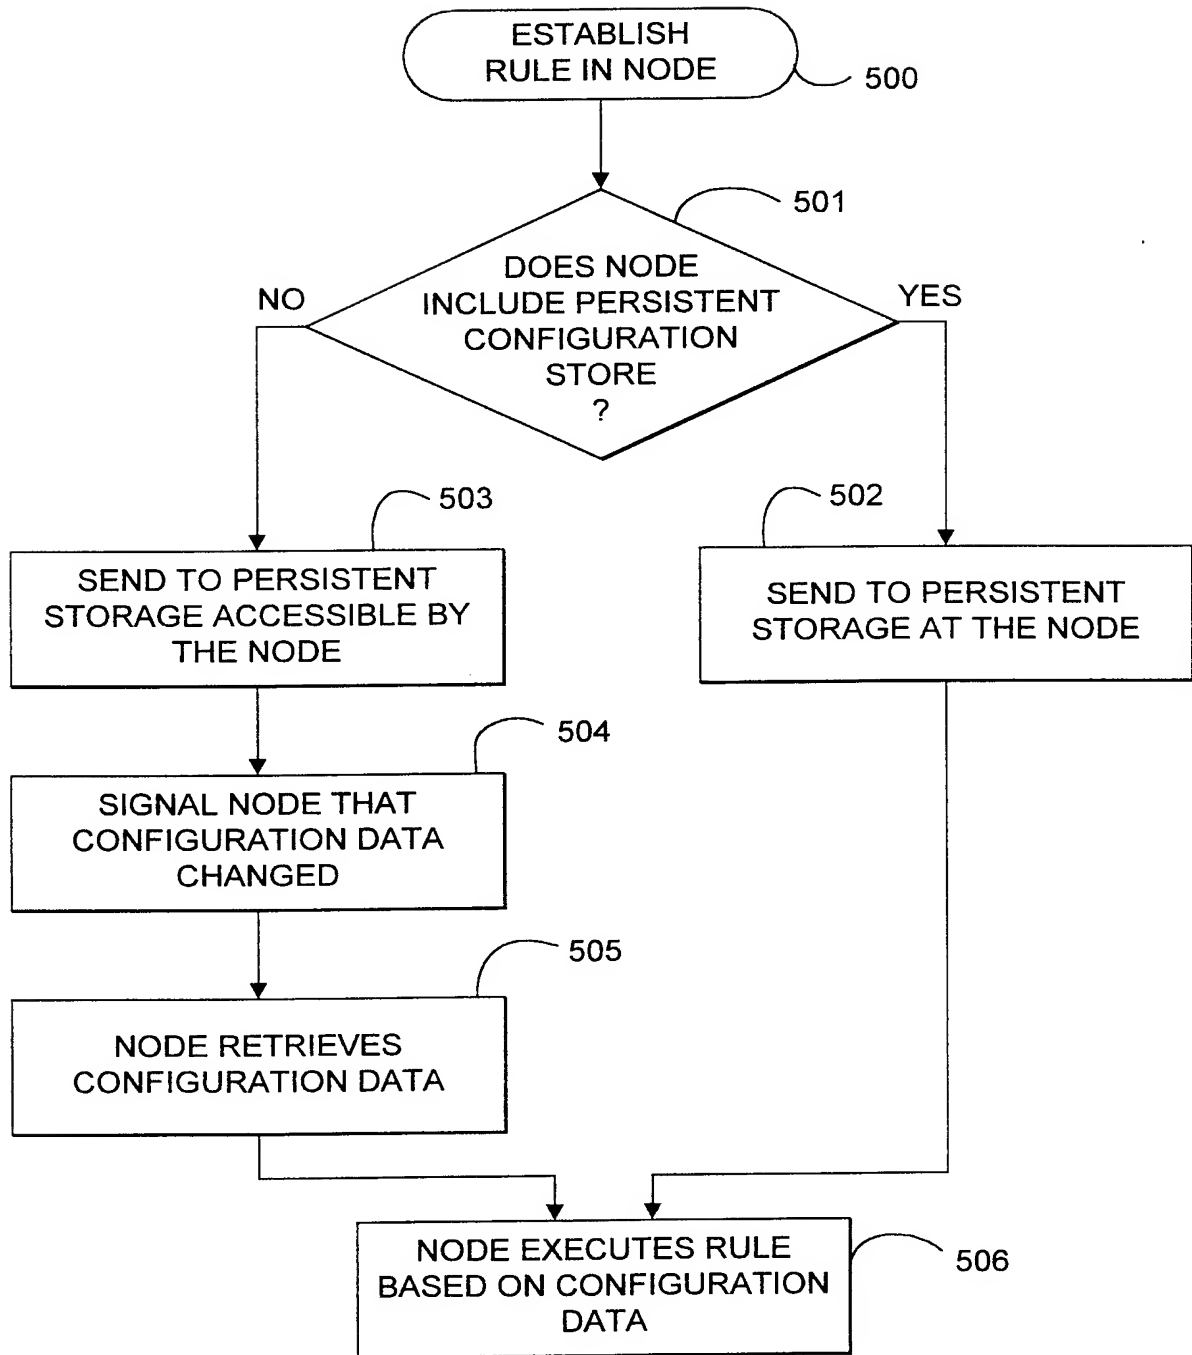 ESTABLISH
RULE IN NODE
500
501
DOES NODE
INCLUDE PERSISTENT
CONFIGURATION
STORE
?
NO
YES
503
502
SEND TO PERSISTENT
STORAGE ACCESSIBLE BY
THE NODE
SEND TO PERSISTENT
STORAGE AT THE NODE
504
SIGNAL NODE THAT
CONFIGURATION DATA
CHANGED
505
NODE RETRIEVES
CONFIGURATION DATA
NODE EXECUTES RULE
BASED ON CONFIGURATION
DATA
506